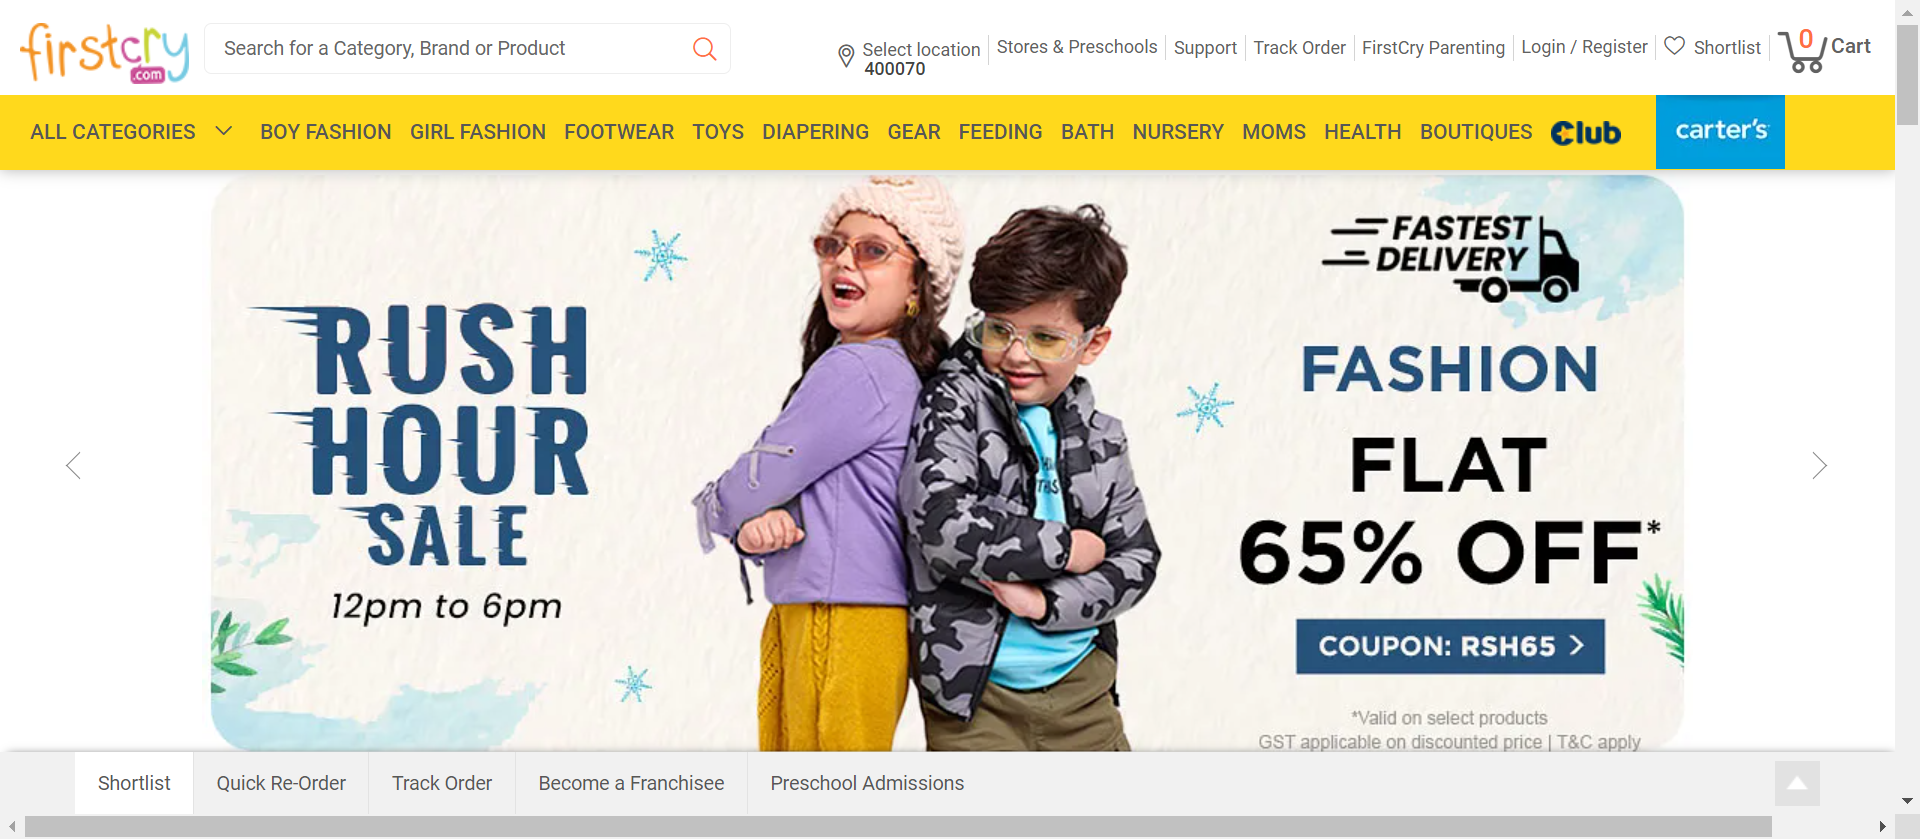 firstcry
.com
Search for a Category, Brand or Product
Select location
400070
Stores & Preschools
Support
Track Order
FirstCry Parenting
Login / Register
Shortlist
0
Cart
ALL CATEGORIES
BOY FASHION
GIRL FASHION
FOOTWEAR
TOYS
DIAPERING
GEAR
FEEDING
BATH
NURSERY
MOMS
HEALTH
BOUTIQUES
Club
carter's
RUSH
HOUR
SALE
12pm to 6pm
FASTEST
DELIVERY
FASHION
FLAT
65% OFF*
COUPON: RSH65 >
*Valid on select products
GST applicable on discounted price | T&C apply
Shortlist
Quick Re-Order
Track Order
Become a Franchisee
Preschool Admissions